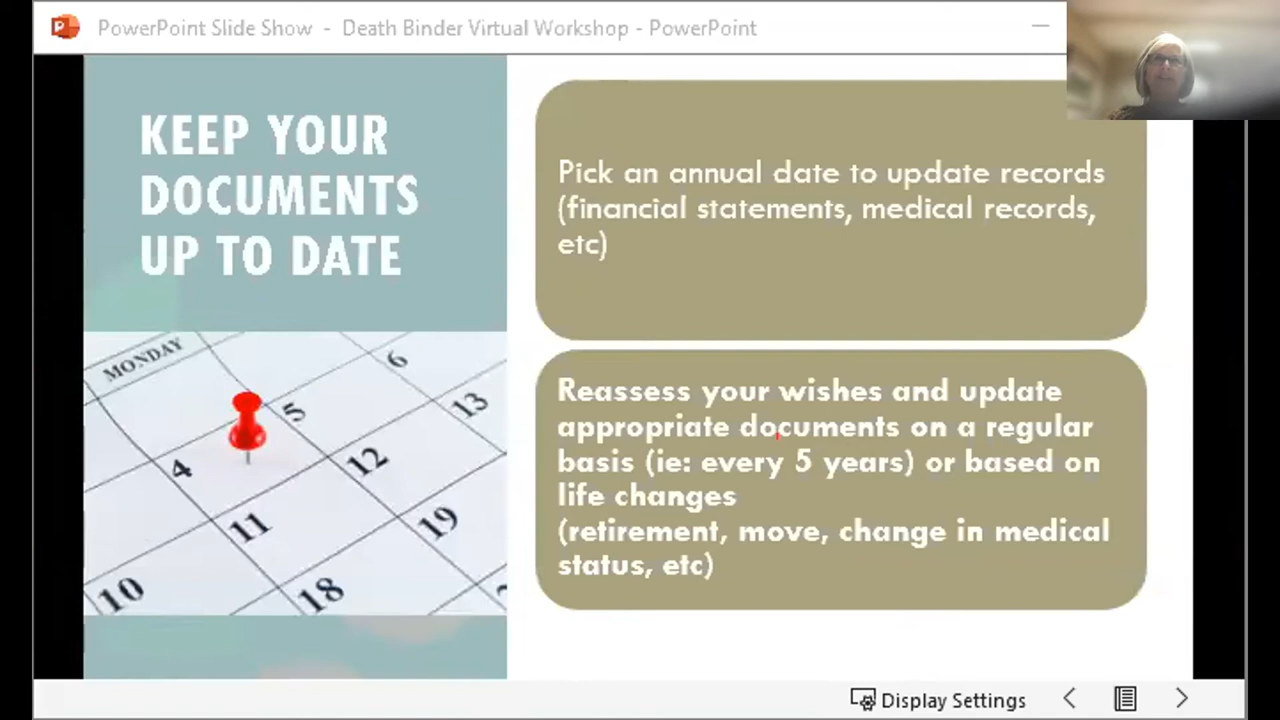 PowerPoint Slide Show - Death Binder Virtual Workshop - PowerPoint
KEEP YOUR
DOCUMENTS
UP TO DATE
Pick an annual date to update records
(financial statements, medical records,
etc)
Reassess your wishes and update
appropriate documents on a regular
basis (ie: every 5 years) or based on
life changes
(retirement, move, change in medical
status, etc)
MONDAY
4 5 6
11 12 13
10 18 19
Display Settings